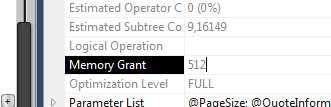 Estimated Operator C 0 (0%)
Estimated Subtree Co 9,16149
Logical Operation
Memory Grant 512
Optimization Level FULL
Parameter List @PageSize; @QuoteInform